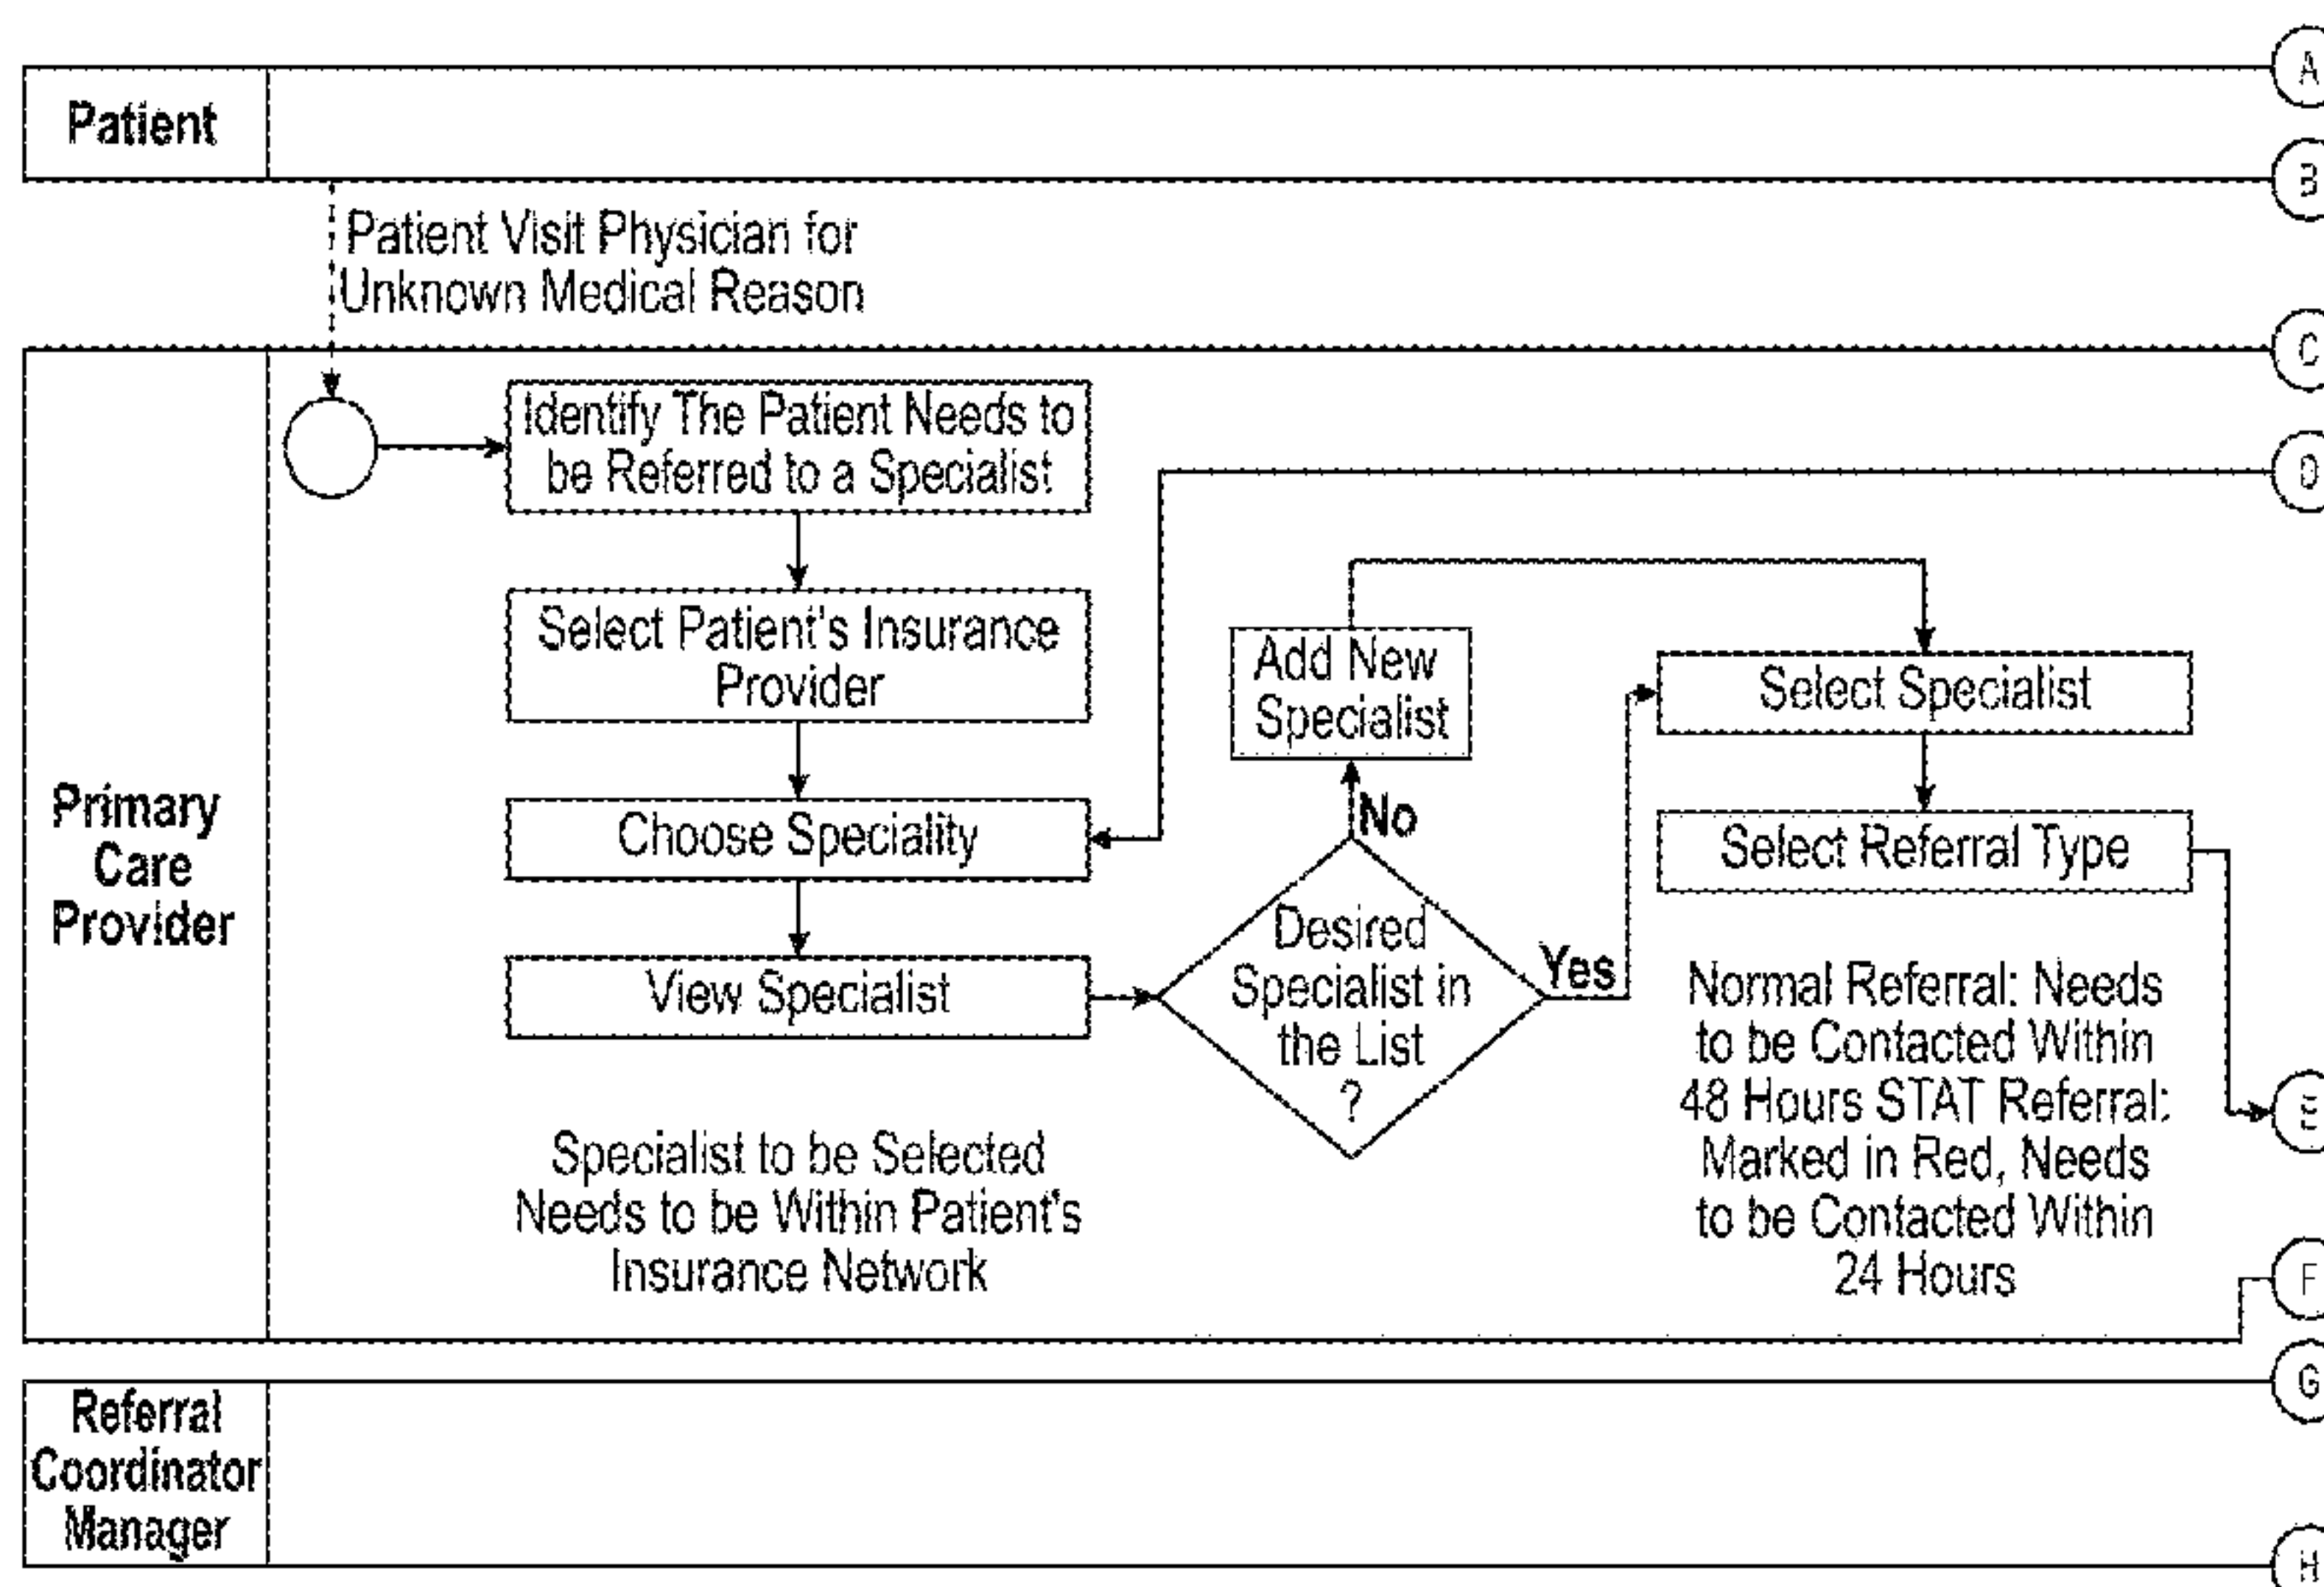 A
Patient
B
Patient Visit Physician for
Unknown Medical Reason
C
Identify The Patient Needs to
be Referred to a Specialist
D
Select Patient's Insurance
Provider
Add New
Specialist
Select Specialist
Primary
Care
Provider
Choose Speciality
No
Select Referral Type
View Specialist
Desired
Specialist in
the List
?
Yes
Normal Referral: Needs
to be Contacted Within
48 Hours STAT Referral:
Marked in Red, Needs
to be Contacted Within
24 Hours
E
Specialist to be Selected
Needs to be Within Patient's
Insurance Network
F
G
Referral
Coordinator
Manager
H